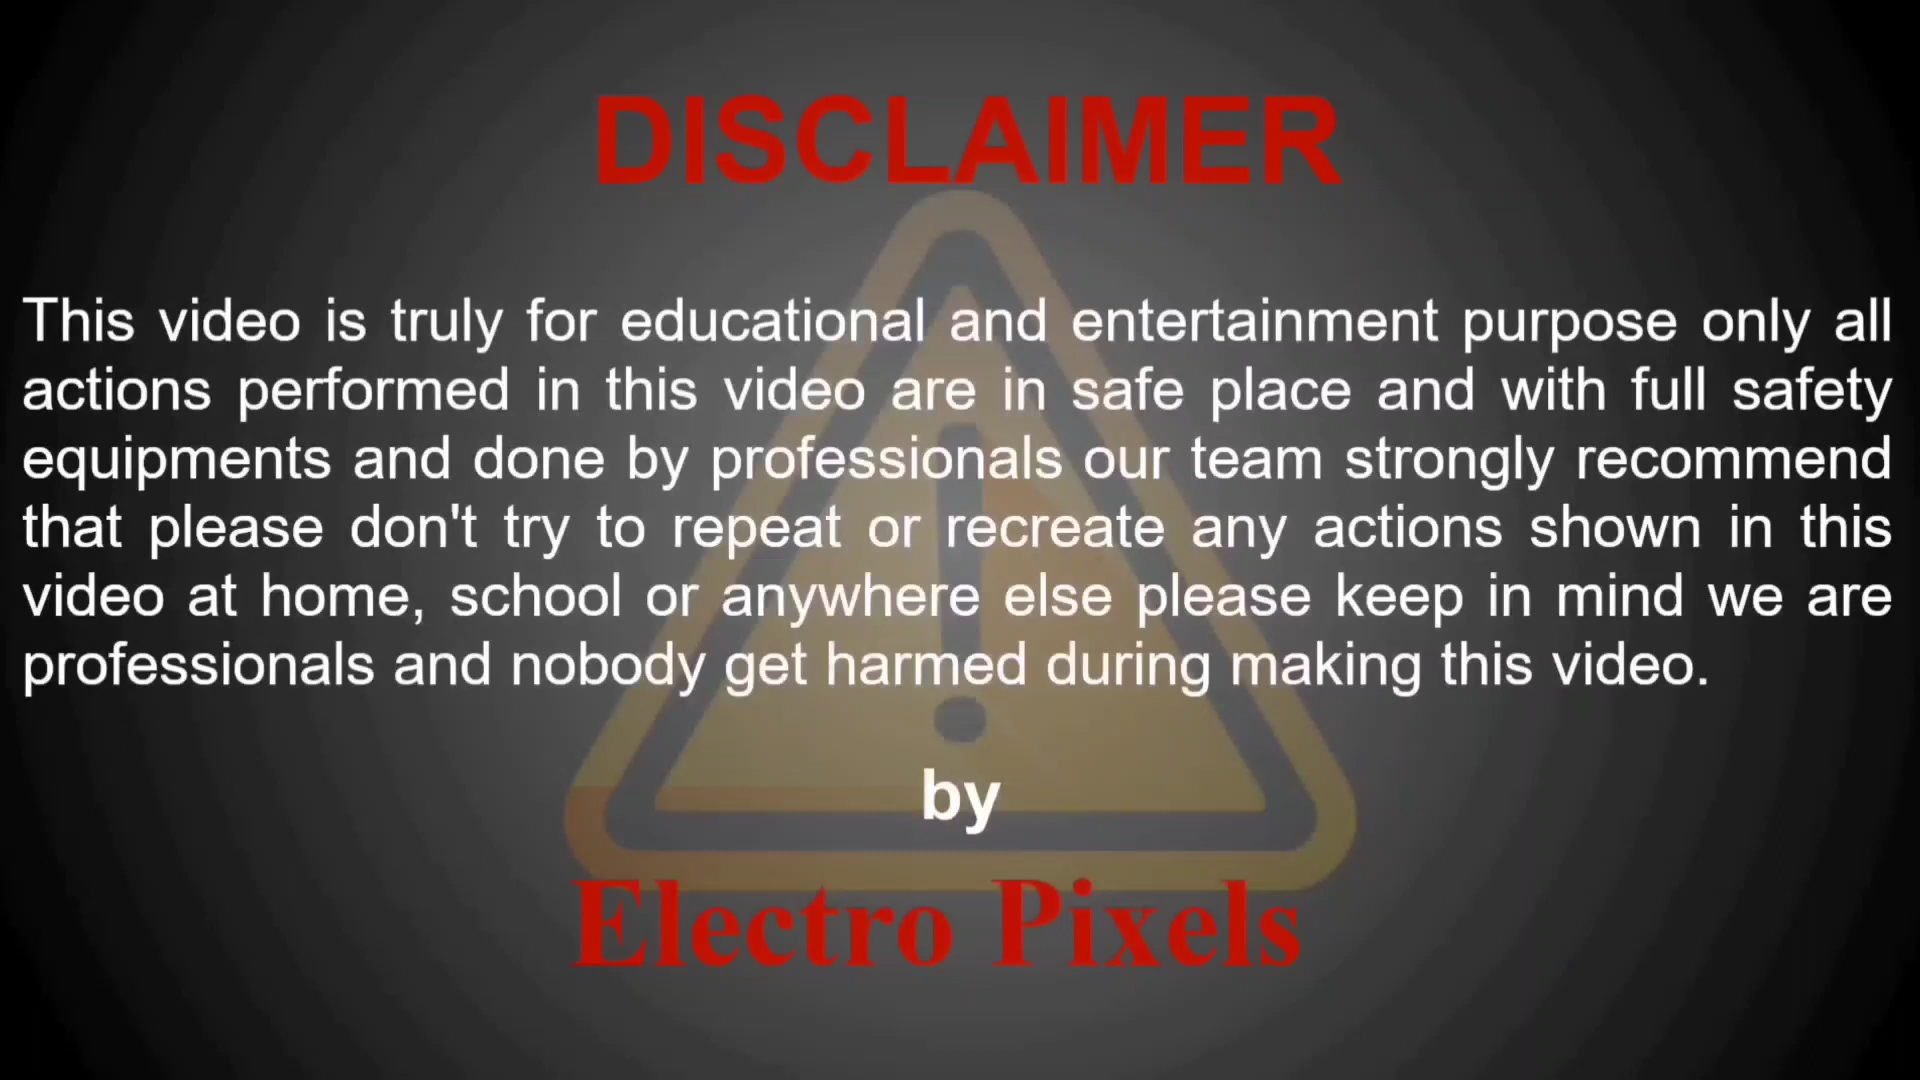 DISCLAIMER
This video is truly for educational and entertainment purpose only all
actions performed in this video are in safe place and with full safety
equipments and done by professionals our team strongly recommend
that please don't try to repeat or recreate any actions shown in this
video at home, school or anywhere else please keep in mind we are
professionals and nobody get harmed during making this video.
by
Electro Pixels